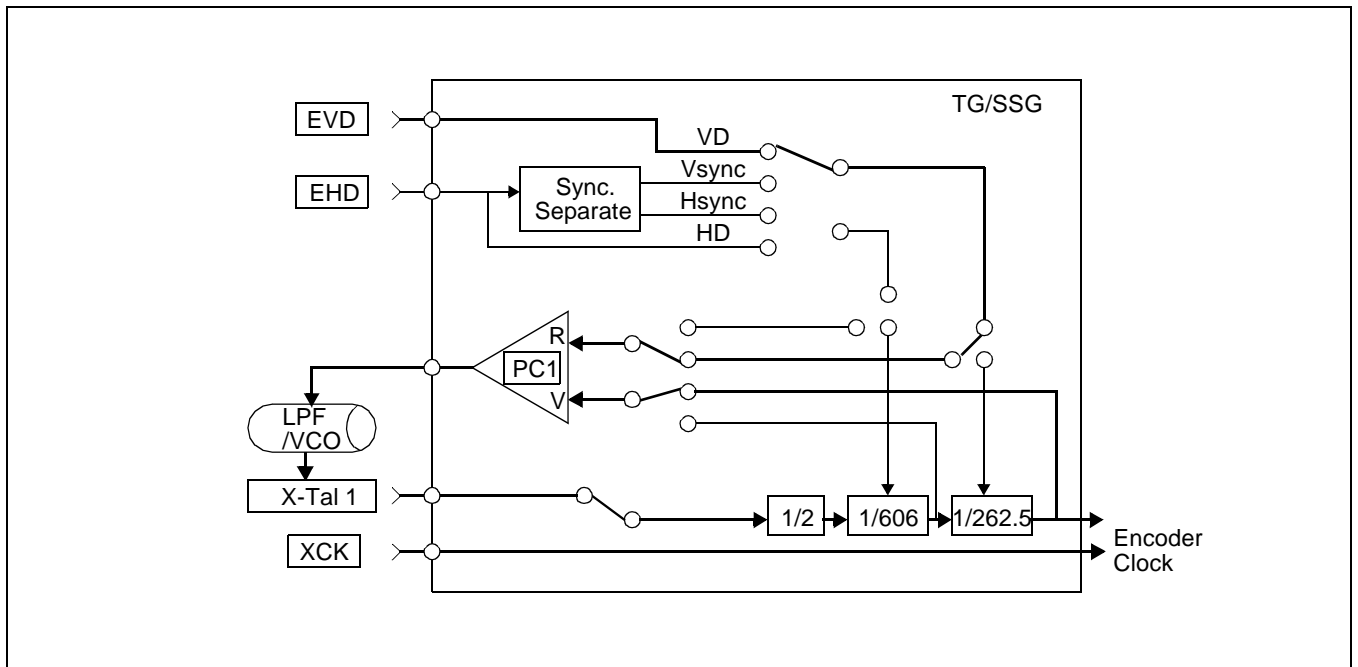 TG/SSG
EVD
VD
Vsync
EHD
Sync.
Separate
Hsync
HD
R
PC1
V
LPF
/VCO
X-Tal 1
1/2
1/606
1/262.5
XCK
Encoder
Clock